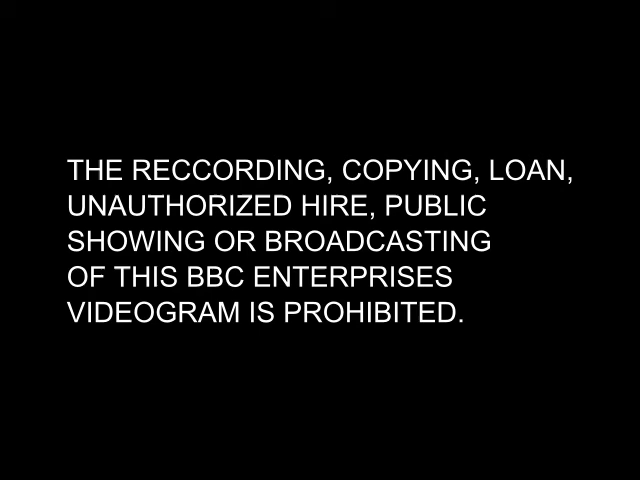 THE RECCORDING, COPYING, LOAN,
UNAUTHORIZED HIRE, PUBLIC
SHOWING OR BROADCASTING
OF THIS BBC ENTERPRISES
VIDEOGRAM IS PROHIBITED.